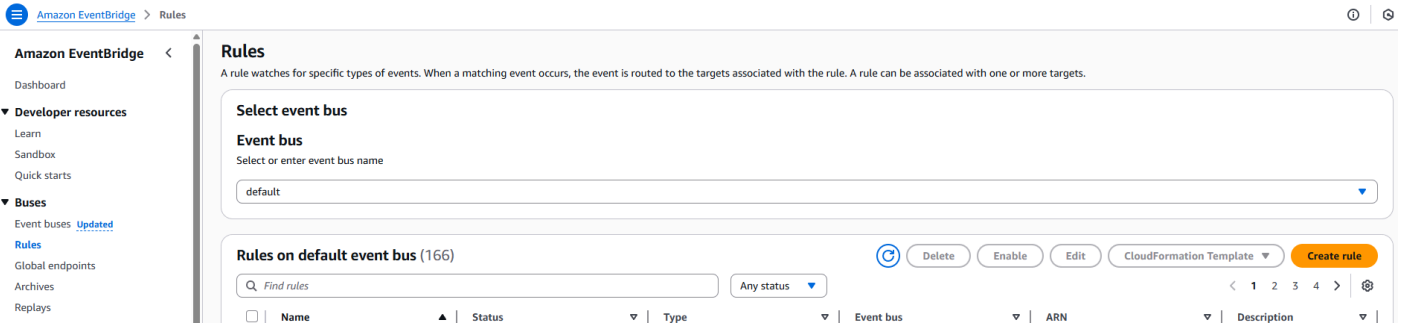 Amazon EventBridge > Rules
Amazon EventBridge
Dashboard
Developer resources
Learn
Sandbox
Quick starts
Buses
Event buses Updated
Rules
Global endpoints
Archives
Replays
Rules
A rule watches for specific types of events. When a matching event occurs, the event is routed to the targets associated with the rule. A rule can be associated with one or more targets.
Select event bus
Event bus
Select or enter event bus name
default
Rules on default event bus (166)
Delete Enable Edit CloudFormation Template Create rule
Find rules Any status < 1 2 3 4 >
Name Status Type Event bus ARN Description